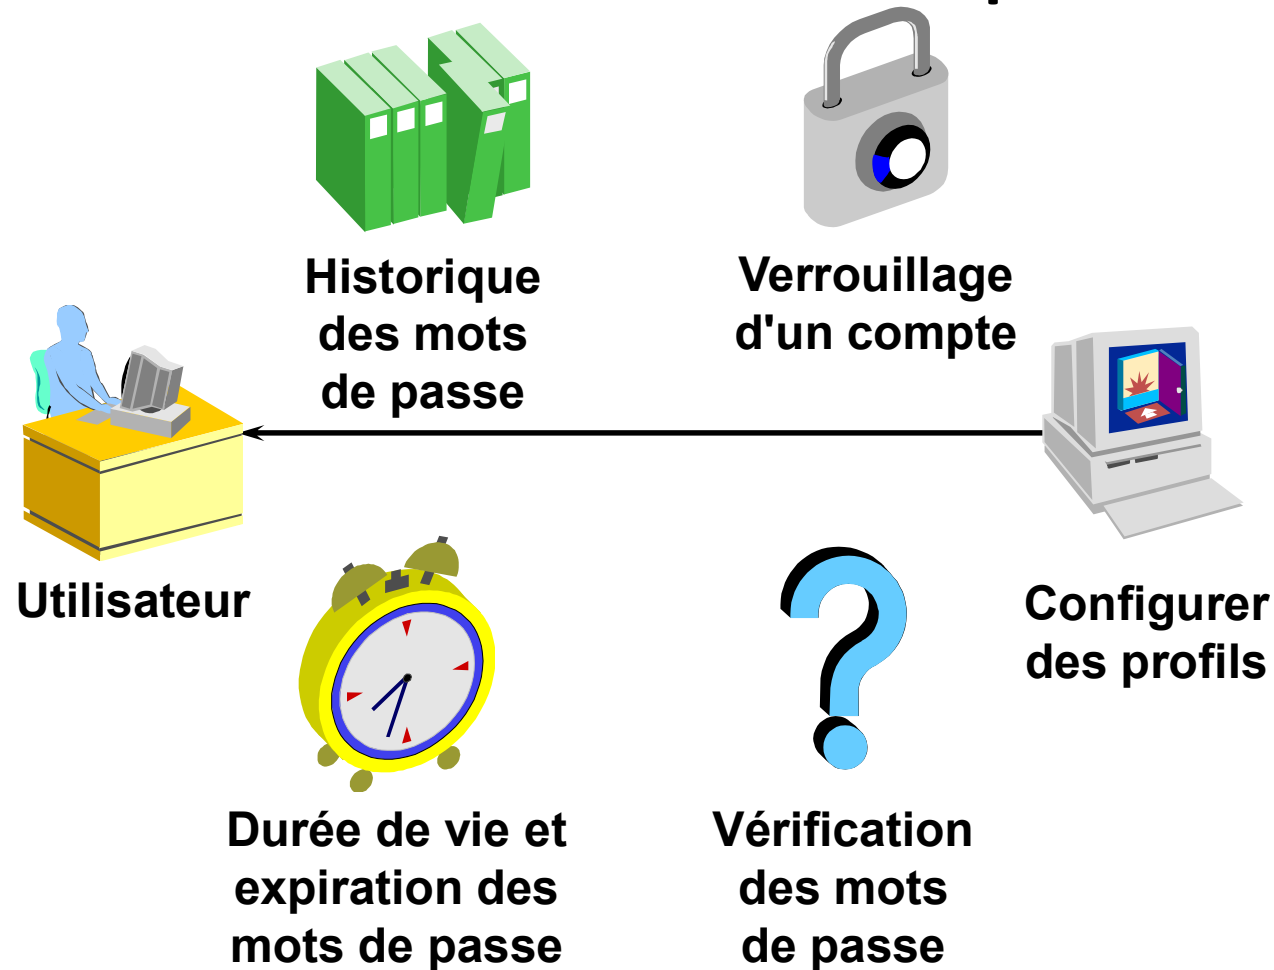 Historique
des mots
de passe
Verrouillage
d'un compte
Utilisateur
Configurer
des profils
Durée de vie et
expiration des
mots de passe
Vérification
des mots
de passe